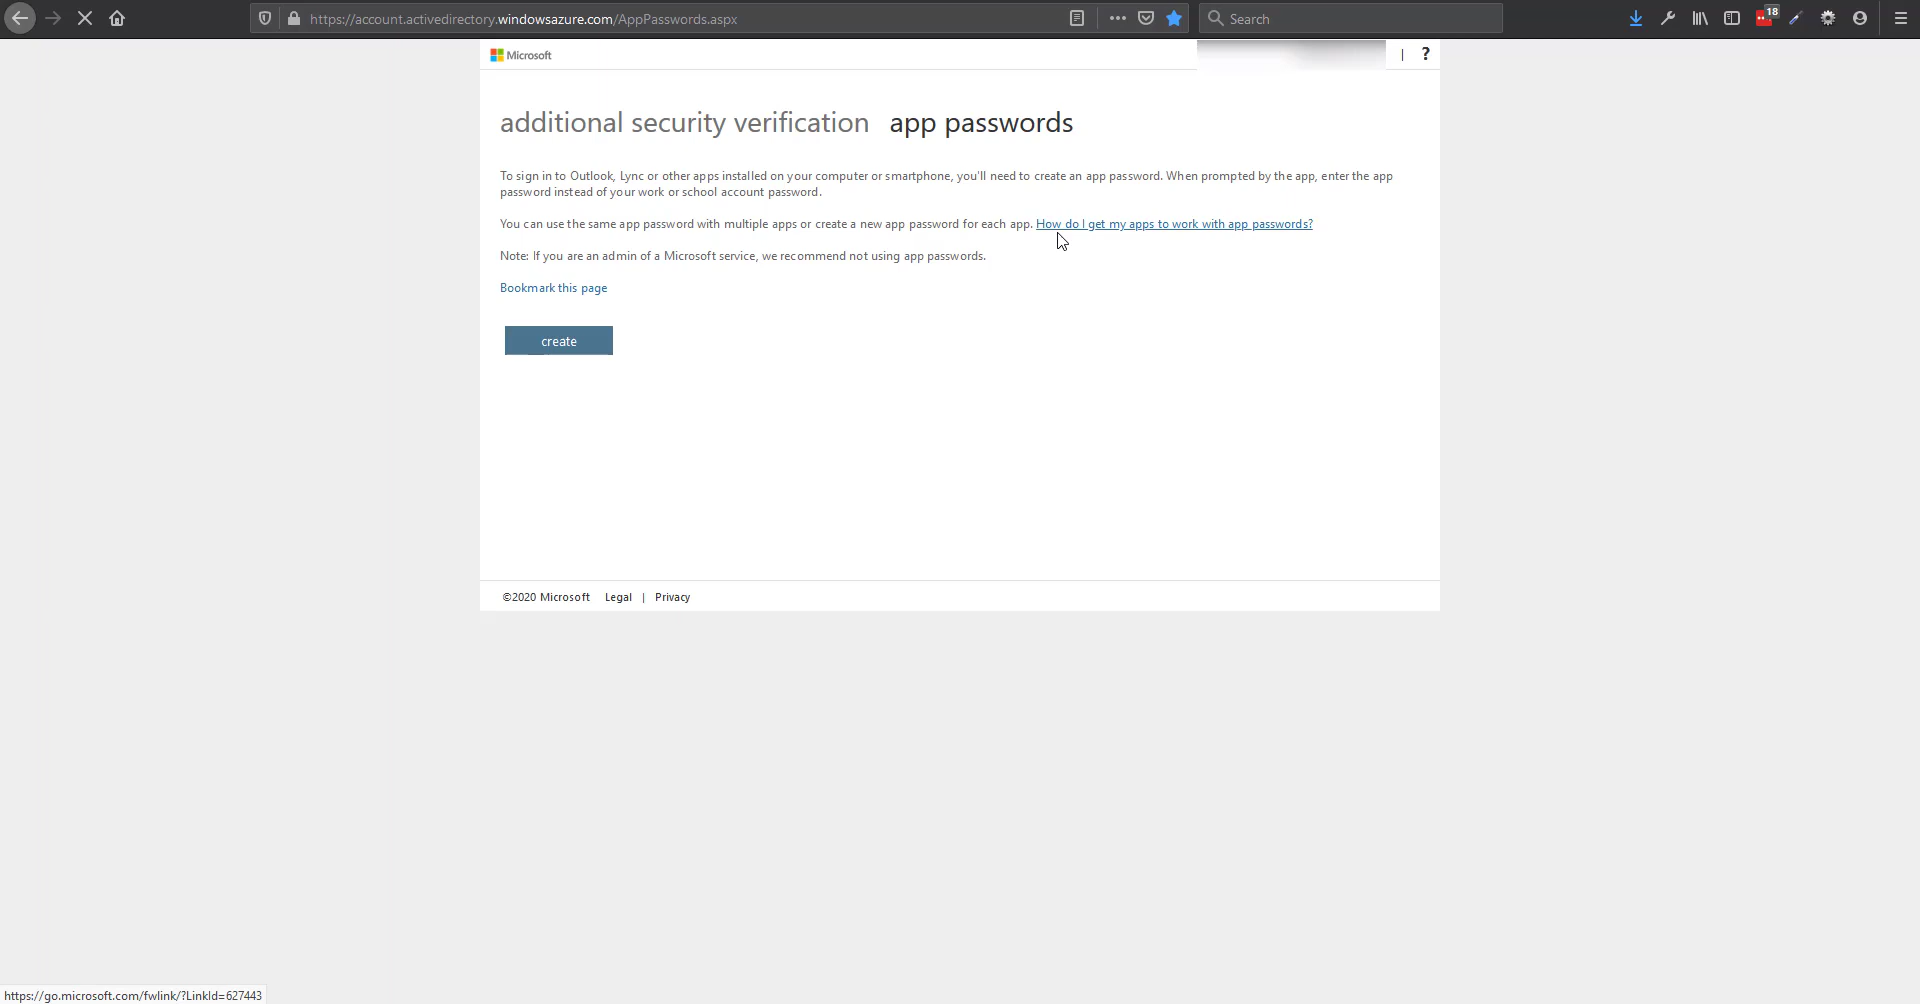 https://account.activedirectory.windowsazure.com/AppPasswords.aspx
Search
18
Microsoft
| ?
additional security verification app passwords
To sign in to Outlook, Lync or other apps installed on your computer or smartphone, you'll need to create an app password. When prompted by the app, enter the app
password instead of your work or school account password.
You can use the same app password with multiple apps or create a new app password for each app. How do I get my apps to work with app passwords?
Note: If you are an admin of a Microsoft service, we recommend not using app passwords.
Bookmark this page
create
©2020 Microsoft Legal | Privacy
https://go.microsoft.com/fwlink/?LinkId=627443